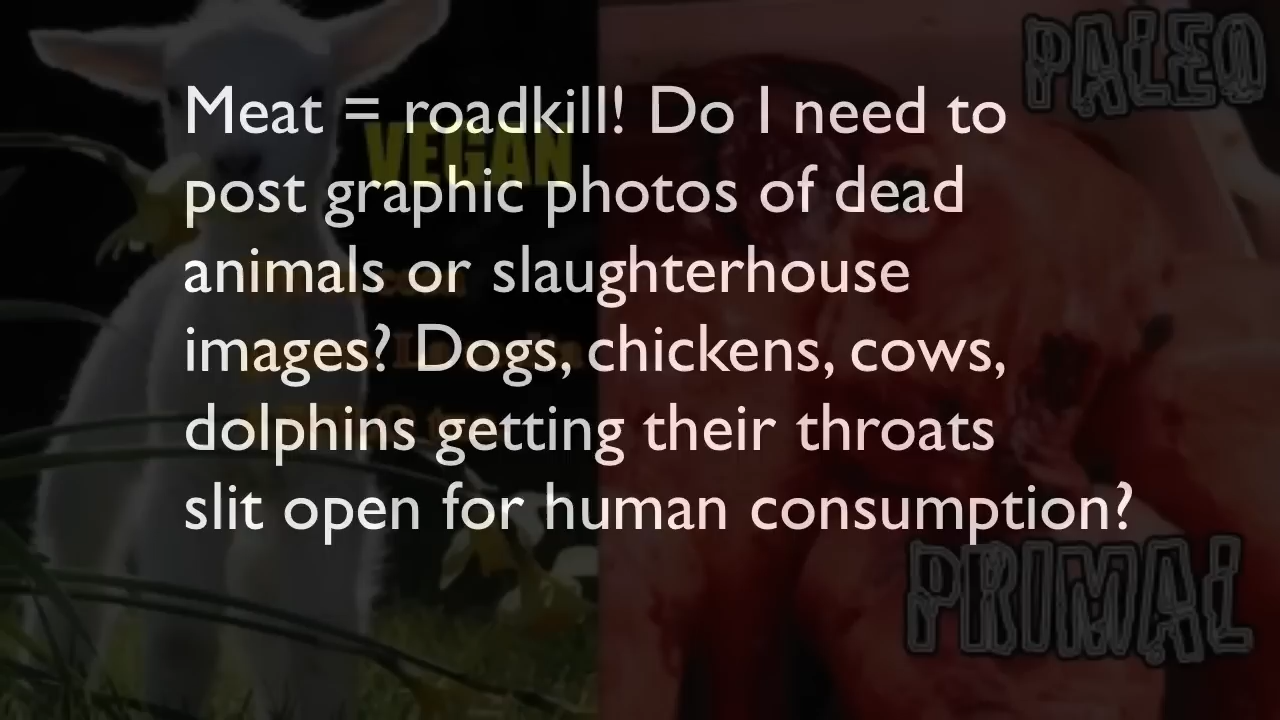 PALEO
Meat = roadkill! Do I need to
VEGAN
post graphic photos of dead
animals or slaughterhouse
images? Dogs, chickens, cows,
dolphins getting their throats
slit open for human consumption?
PRIMAL